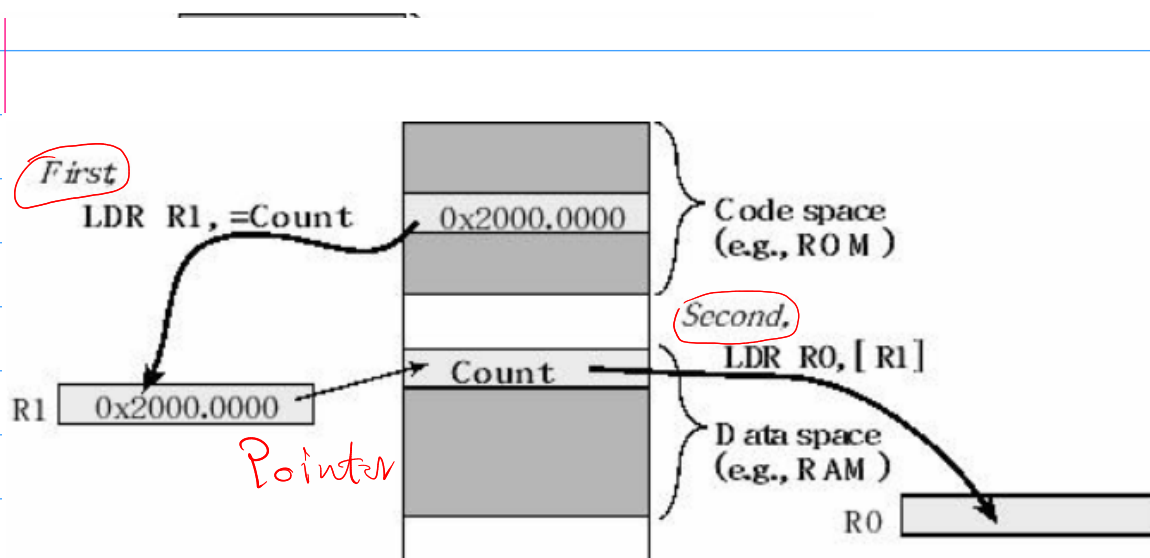 First,
LDR R1, =Count
0x2000.0000
Code space
(e.g., ROM )
Second,
LDR R0, [ R1]
Count
R1
0x2000.0000
Pointer
Data space
(e.g., RAM )
R0